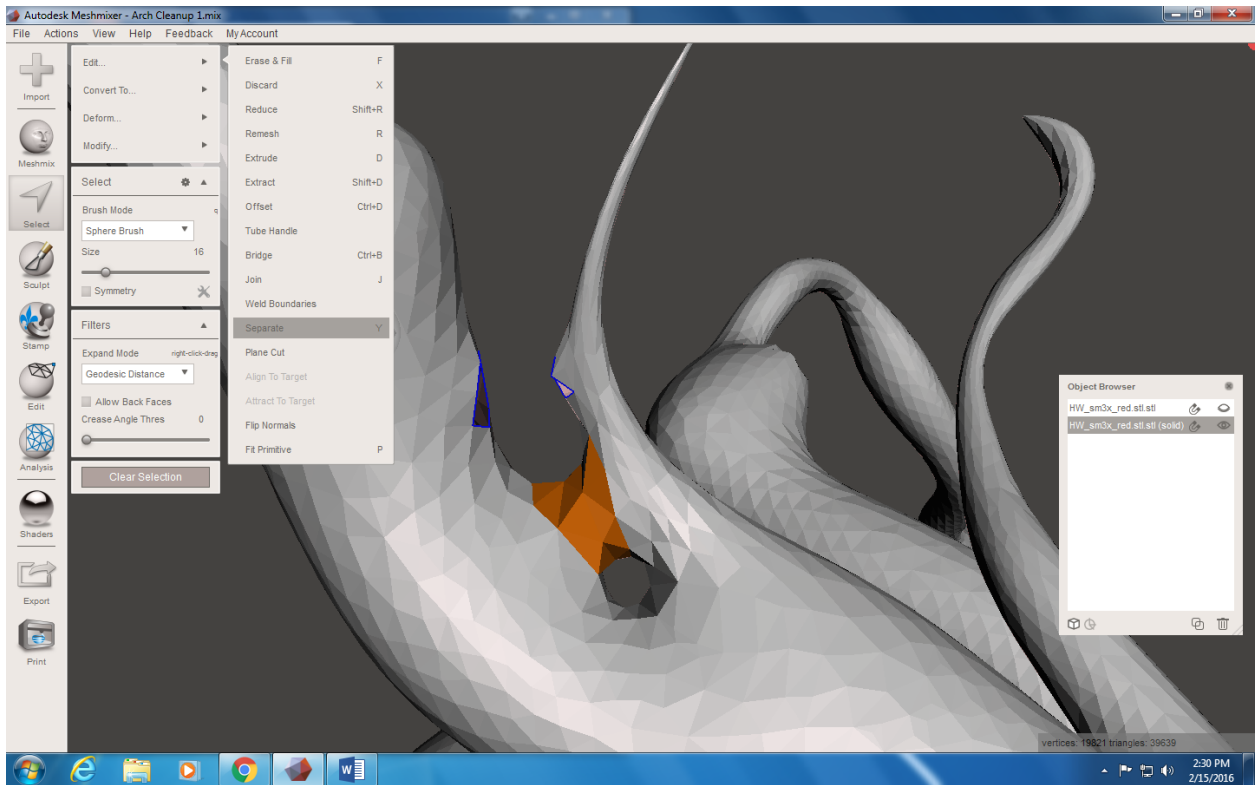 Autodesk Meshmixer - Arch Cleanup 1.mix
File Actions View Help Feedback MyAccount
Import
Meshmix
Select
Sculpt
Stamp
Edit
Analysis
Shaders
Export
Print
Edit...
Convert To...
Deform...
Modify...
Select
Brush Mode q
Sphere Brush
Size 16
Symmetry
Filters
Expand Mode right-click-drag
Geodesic Distance
Allow Back Faces
Crease Angle Thres 0
Clear Selection
Erase & Fill F
Discard X
Reduce Shift+R
Remesh R
Extrude D
Extract Shift+D
Offset Ctrl+D
Tube Handle
Bridge Ctrl+B
Join J
Weld Boundaries
Separate Y
Plane Cut
Align To Target
Attract To Target
Flip Normals
Fit Primitive P
Object Browser
HW_sm3x_red.stl.stl
HW_sm3x_red.stl.stl (solid)
vertices: 19821 triangles: 39639
W
2:30 PM
2/15/2016